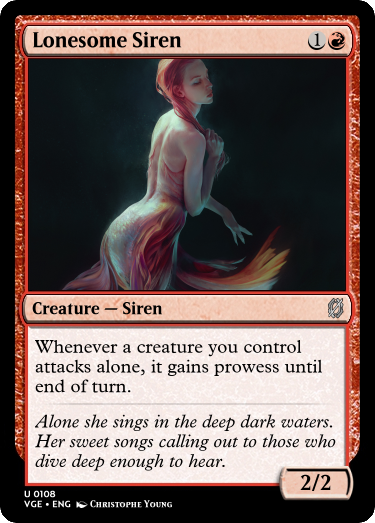 Lonesome Siren 1
Creature — Siren
Whenever a creature you control
attacks alone, it gains prowess until
end of turn.
Alone she sings in the deep dark waters.
Her sweet songs calling out to those who
dive deep enough to hear.
2/2
U 0108
VGE • ENG Christophe Young